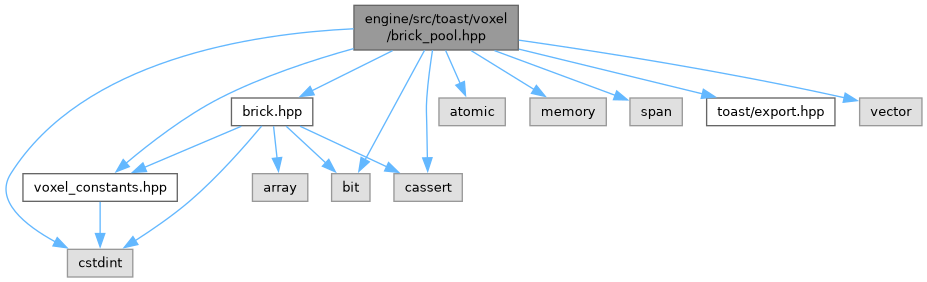 engine/src/toast/voxel
/brick_pool.hpp
brick.hpp
atomic
memory
span
toast/export.hpp
vector
voxel_constants.hpp
array
bit
cassert
cstdint